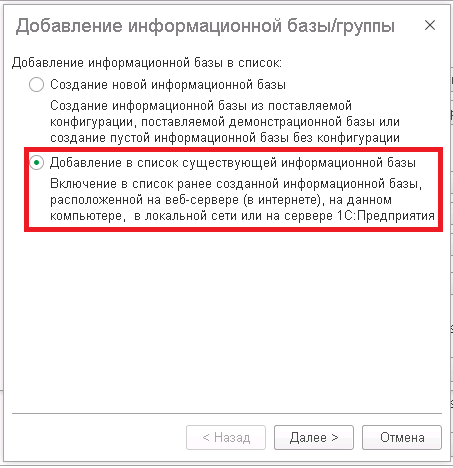 Добавление информационной базы/группы
Добавление информационной базы в список:
Создание новой информационной базы
Создание информационной базы из поставляемой
конфигурации, поставляемой демонстрационной базы или
создание пустой информационной базы без конфигурации
Добавление в список существующей информационной базы
Включение в список ранее созданной информационной базы,
расположенной на веб-сервере (в интернете), на данном
компьютере, в локальной сети или на сервере 1С:Предприятия
< Назад Далее > Отмена